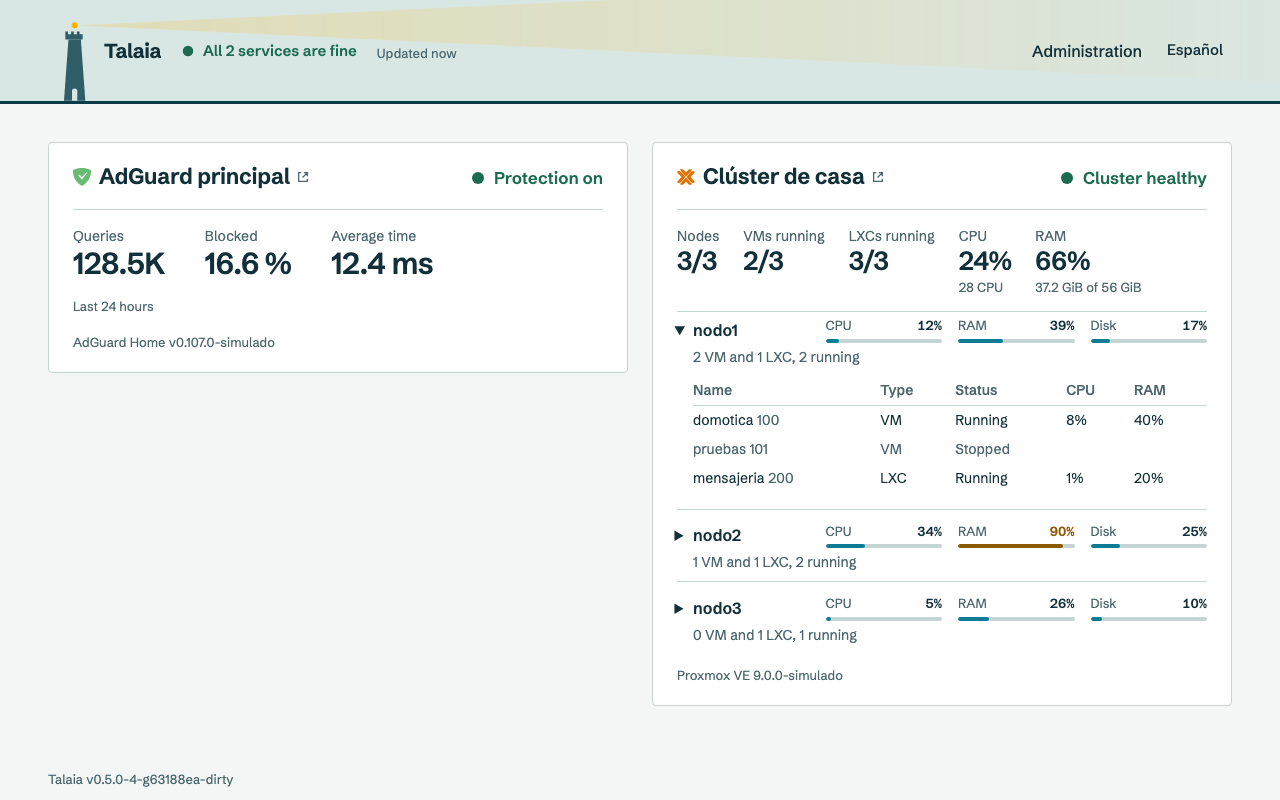 Talaia
All 2 services are fine
Updated now
Administration
Español
AdGuard principal
Protection on
Queries
128.5K
Blocked
16.6 %
Average time
12.4 ms
Last 24 hours
AdGuard Home v0.107.0-simulado
Clúster de casa
Cluster healthy
Nodes
3/3
VMs running
2/3
LXCs running
3/3
CPU
24%
28 CPU
RAM
66%
37.2 GiB of 56 GiB
nodo1
CPU 12%
RAM 39%
Disk 17%
2 VM and 1 LXC, 2 running
Name Type Status CPU RAM
domotica 100 VM Running 8% 40%
pruebas 101 VM Stopped
mensajeria 200 LXC Running 1% 20%
nodo2
CPU 34%
RAM 90%
Disk 25%
1 VM and 1 LXC, 2 running
nodo3
CPU 5%
RAM 26%
Disk 10%
0 VM and 1 LXC, 1 running
Proxmox VE 9.0.0-simulado
Talaia v0.5.0-4-g63188ea-dirty